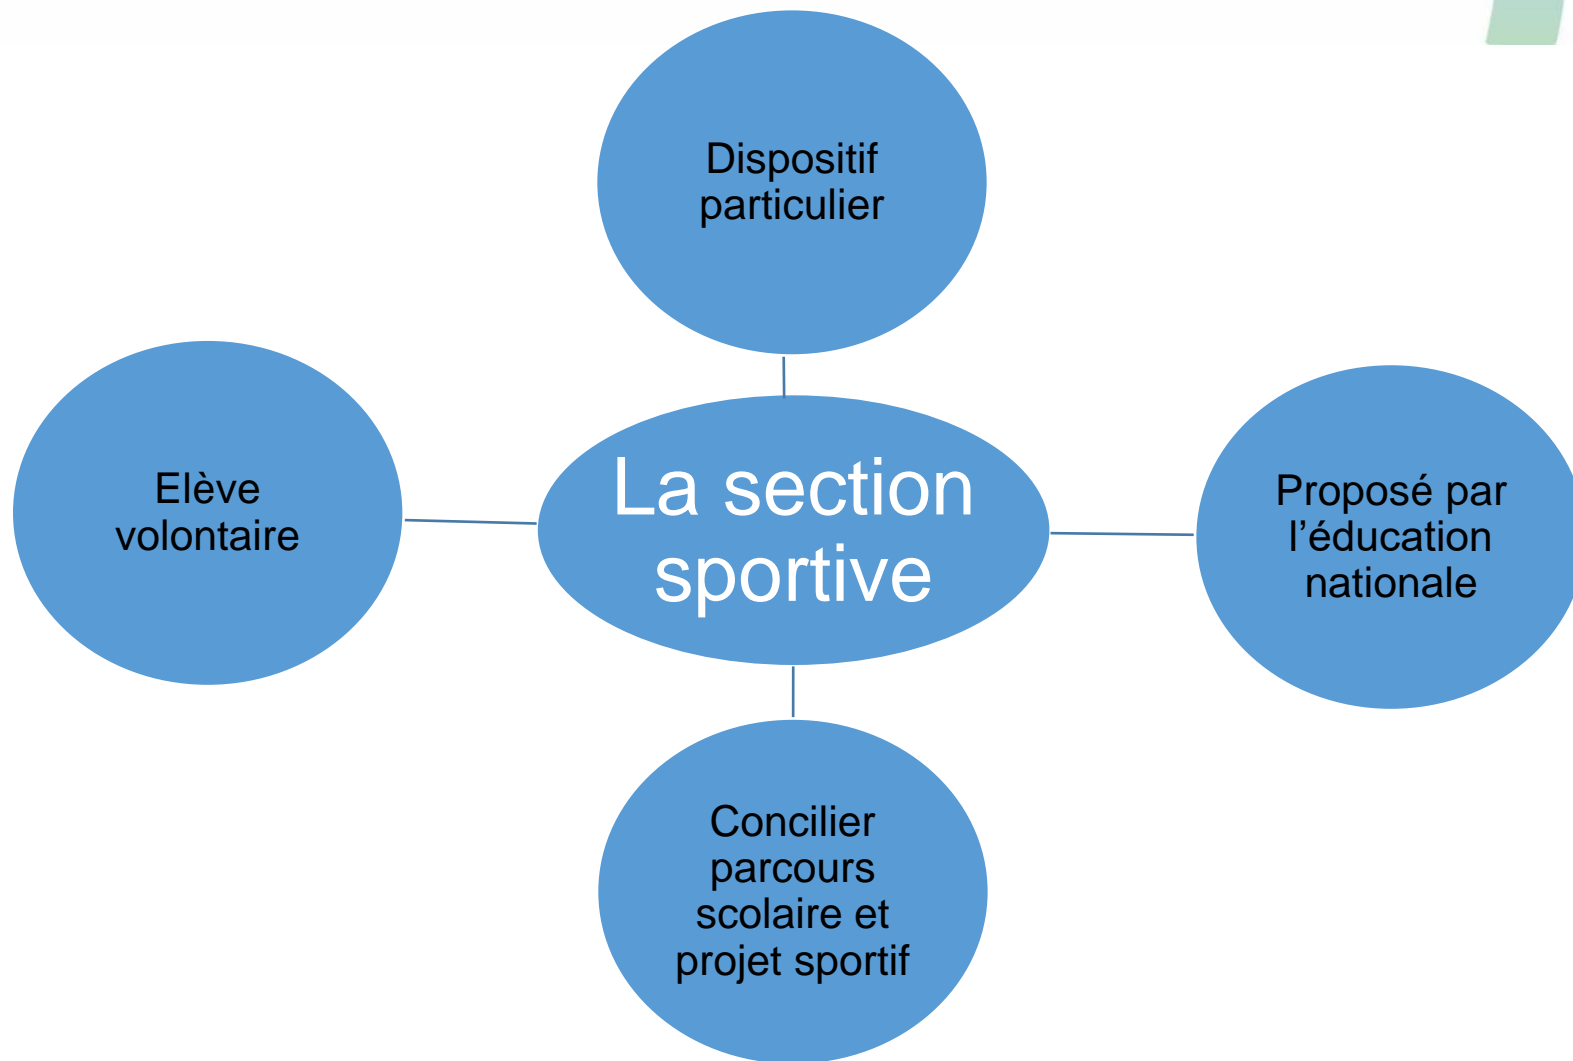 Dispositif
particulier
Elève
volontaire
La section
sportive
Proposé par
l’éducation
nationale
Concilier
parcours
scolaire et
projet sportif